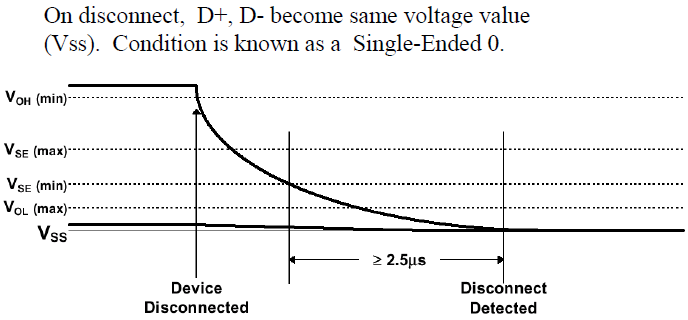 On disconnect, D+, D- become same voltage value
(Vss). Condition is known as a Single-Ended 0.
VOH (min)
VSE (max)
VSE (min)
VOL (max)
VSS
≥ 2.5μs
Device
Disconnected
Disconnect
Detected